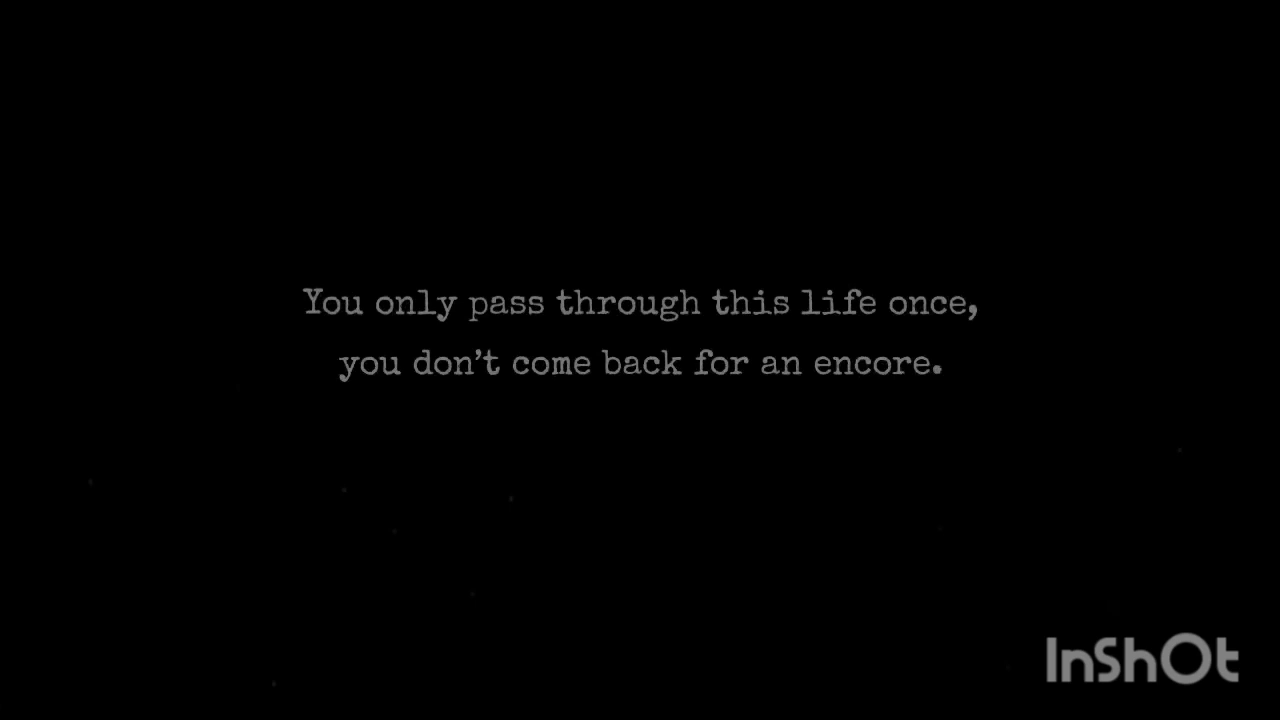 You only pass through this life once,
you don’t come back for an encore.
InShOt